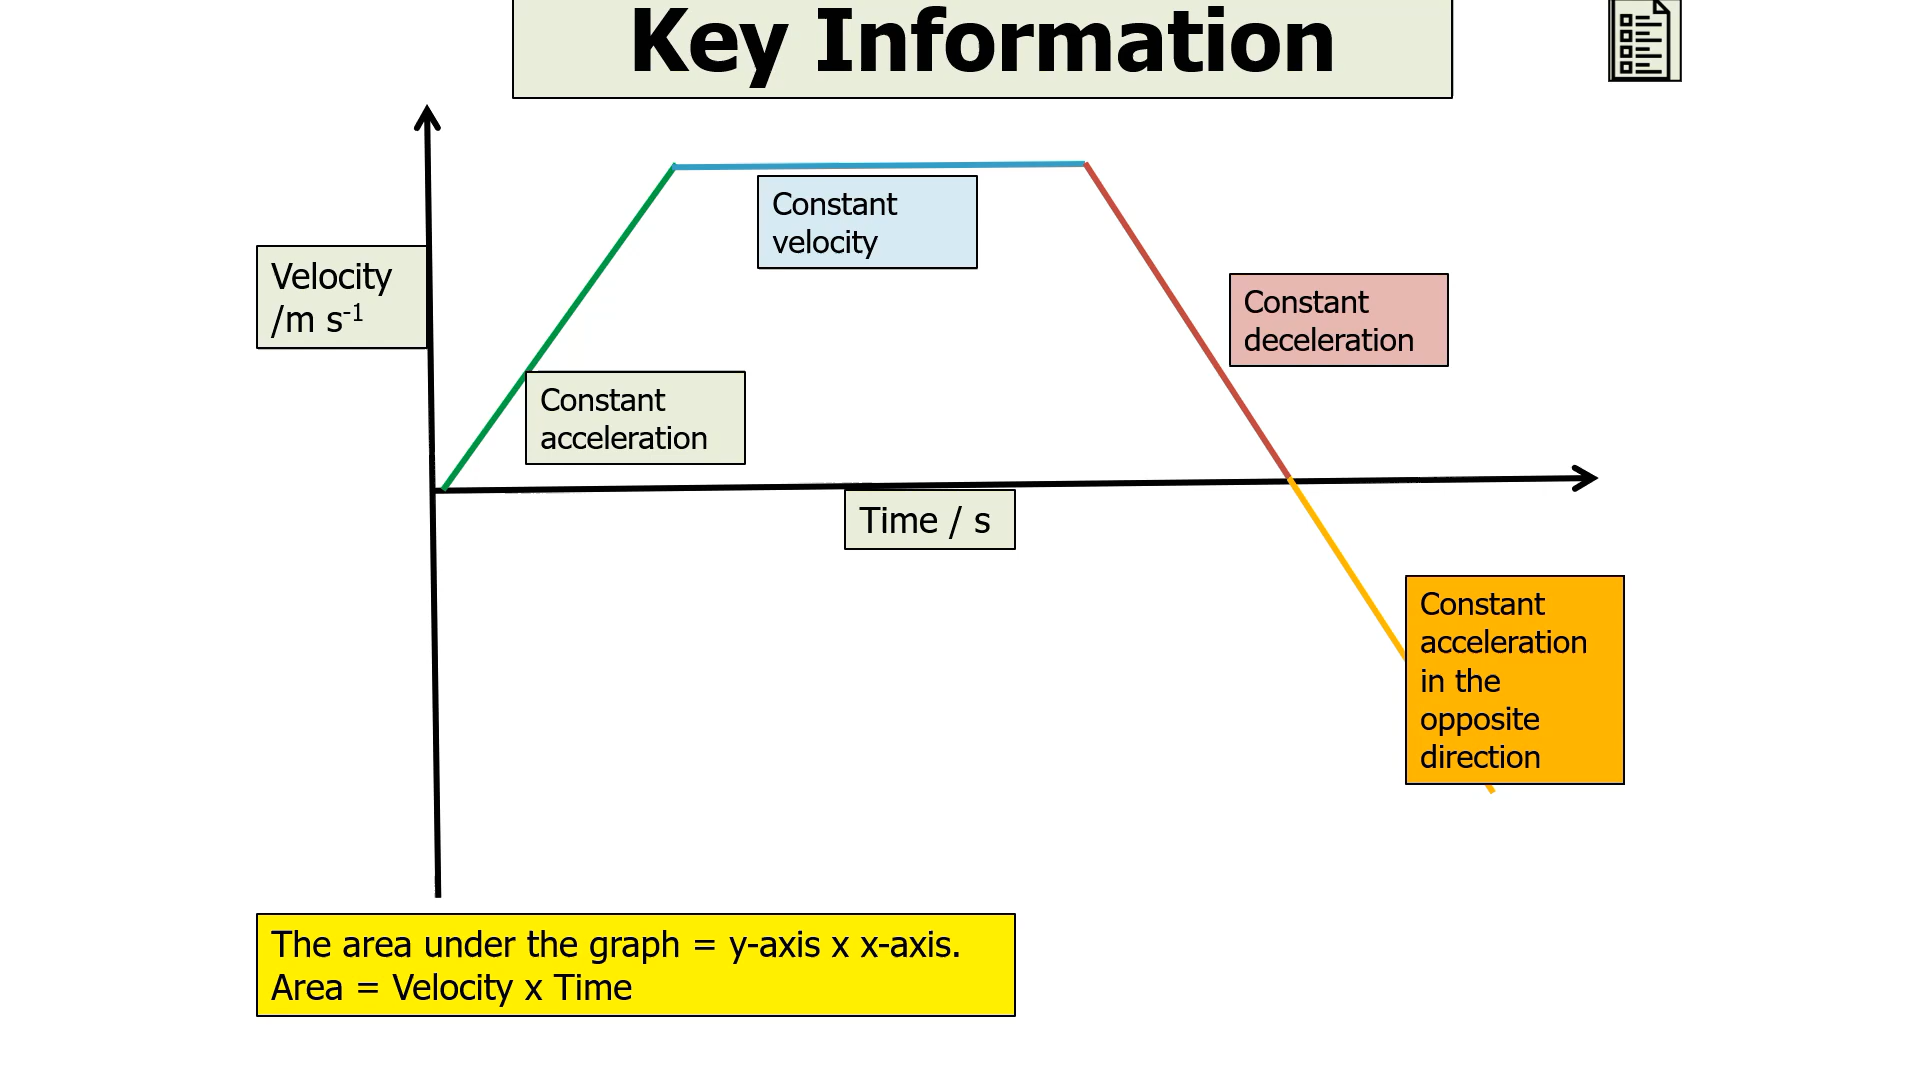 Key Information
Constant
velocity
Velocity
/m s⁻¹
Constant
deceleration
Constant
acceleration
Time / s
Constant
acceleration
in the
opposite
direction
The area under the graph = y-axis x x-axis.
Area = Velocity x Time